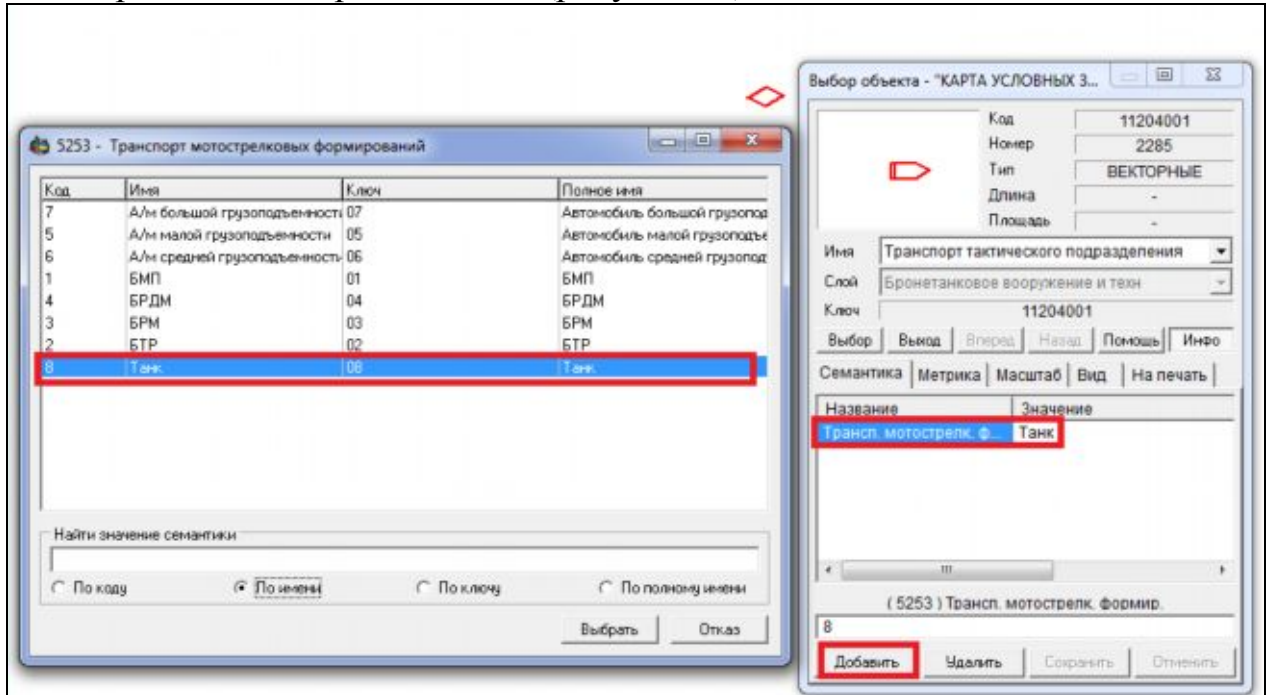 Выбор объекта - "КАРТА УСЛОВНЫХ З...
Код 11204001
Номер 2285
Тип ВЕКТОРНЫЕ
Длина -
Площадь -
Имя Транспорт тактического подразделения
Слой Бронетанковое вооружение и техн
Ключ 11204001
Выбор Выход Вперед Назад Помощь Инфо
Семантика Метрика Масштаб Вид На печать
Название Значение
Трансп. мотострелк. ф... Танк
( 5253 ) Трансп. мотострелк. формир.
8
Добавить Удалить Сохранить Отменить
5253 - Транспорт мотострелковых формирований
Код Имя Ключ Полное имя
7 А/м большой грузоподъемности 07 Автомобиль большой грузопод
5 А/м малой грузоподъемности 05 Автомобиль малой грузоподъе
6 А/м средней грузоподъемность 06 Автомобиль средней грузопод
1 БМП 01 БМП
4 БРДМ 04 БРДМ
3 БРМ 03 БРМ
2 БТР 02 БТР
8 Танк 08 Танк
Найти значение семантики
По коду По имени По ключу По полному имени
Выбрать Отказ